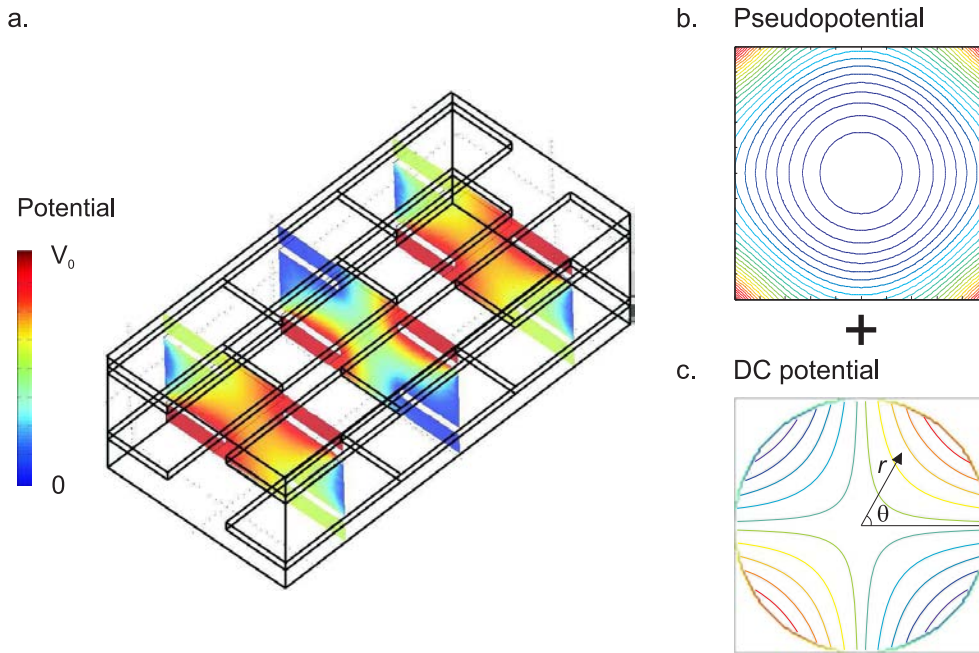 a.
Potential
V₀
0
b. Pseudopotential
+
c. DC potential
r
θ